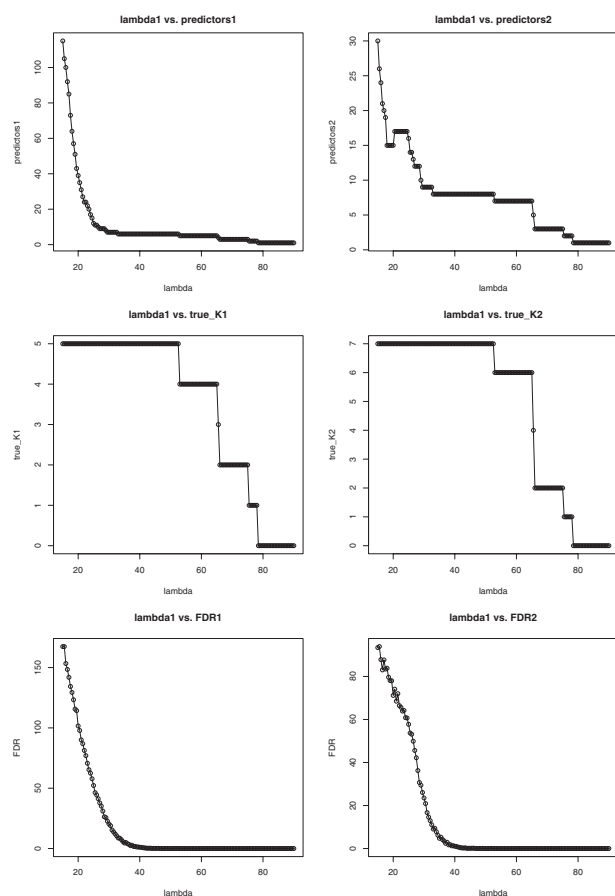 lambda1 vs. predictors1
predictors1
0 20 40 60 80 100
20 40 60 80
lambda
lambda1 vs. predictors2
predictors2
0 5 10 15 20 25 30
20 40 60 80
lambda
lambda1 vs. true_K1
true_K1
0 1 2 3 4 5
20 40 60 80
lambda
lambda1 vs. true_K2
true_K2
0 1 2 3 4 5 6 7
20 40 60 80
lambda
lambda1 vs. FDR1
FDR
0 50 100 150
20 40 60 80
lambda
lambda1 vs. FDR2
FDR
0 20 40 60 80
20 40 60 80
lambda